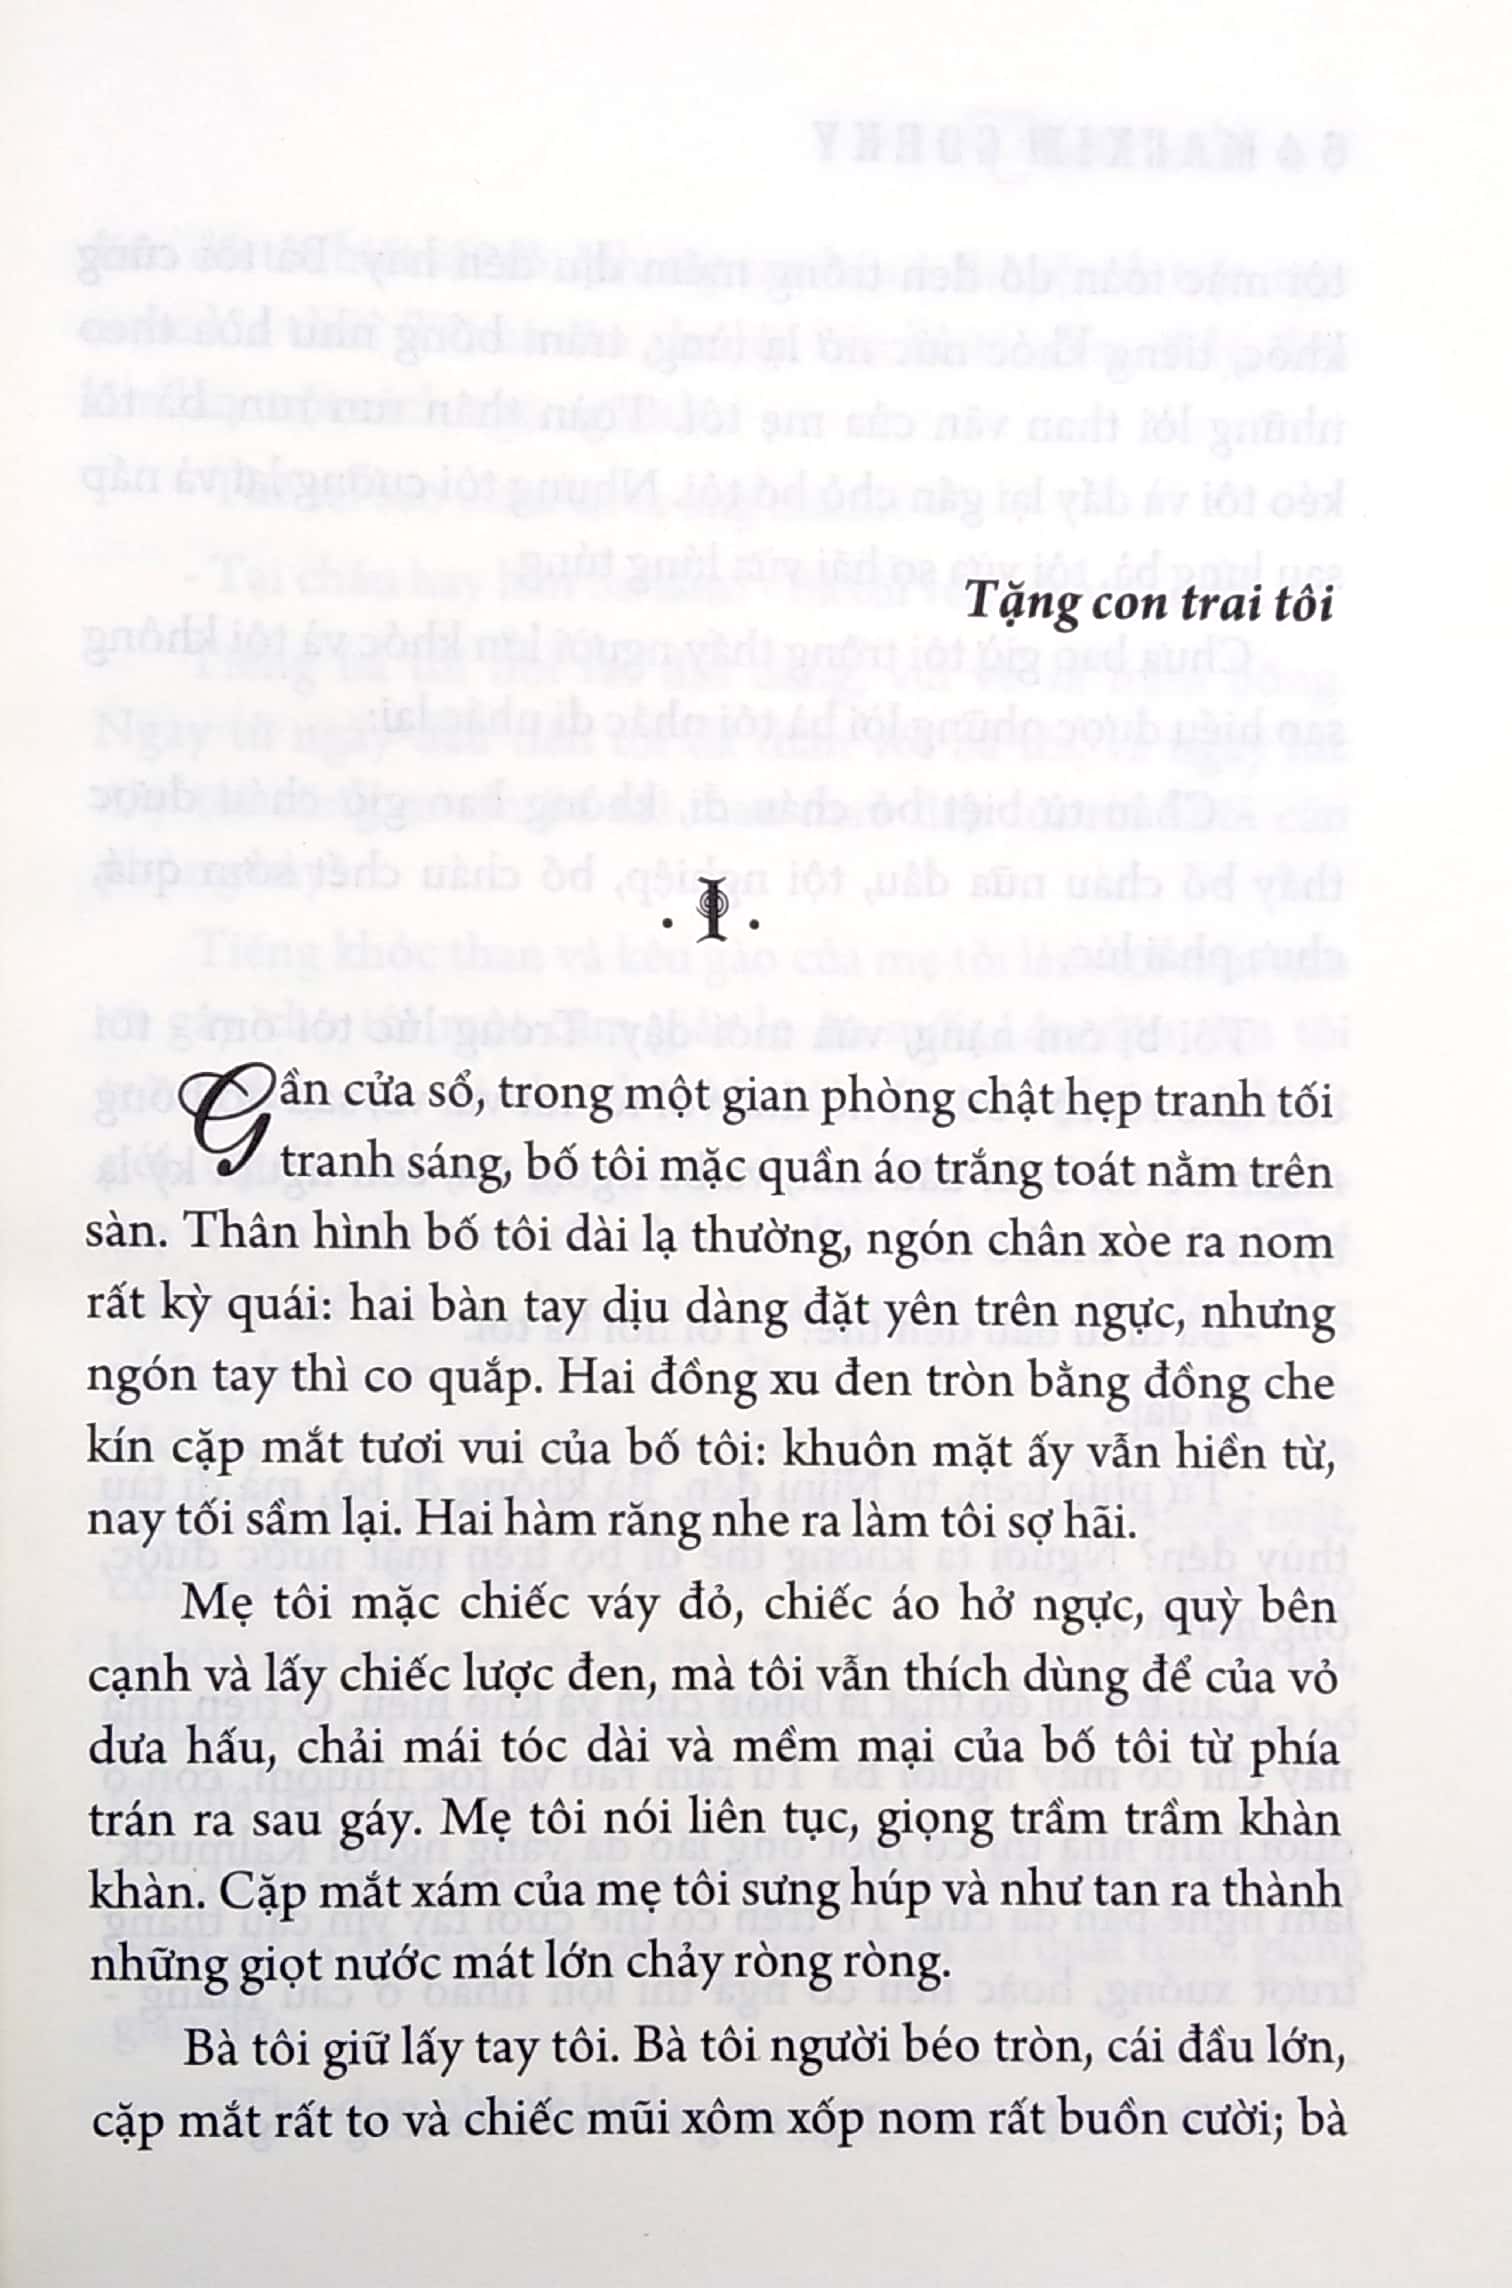 Tặng con trai tôi
. I .
Gần cửa sổ, trong một gian phòng chật hẹp tranh tối
tranh sáng, bố tôi mặc quần áo trắng toát nằm trên
sàn. Thân hình bố tôi dài lạ thường, ngón chân xòe ra nom
rất kỳ quái: hai bàn tay dịu dàng đặt yên trên ngực, nhưng
ngón tay thì co quắp. Hai đồng xu đen tròn bằng đồng che
kín cặp mắt tươi vui của bố tôi: khuôn mặt ấy vẫn hiền từ,
nay tối sầm lại. Hai hàm răng nhe ra làm tôi sợ hãi.
Mẹ tôi mặc chiếc váy đỏ, chiếc áo hở ngực, quỳ bên
cạnh và lấy chiếc lược đen, mà tôi vẫn thích dùng để của vỏ
dưa hấu, chải mái tóc dài và mềm mại của bố tôi từ phía
trán ra sau gáy. Mẹ tôi nói liên tục, giọng trầm trầm khàn
khàn. Cặp mắt xám của mẹ tôi sưng húp và như tan ra thành
những giọt nước mát lớn chảy ròng ròng.
Bà tôi giữ lấy tay tôi. Bà tôi người béo tròn, cái đầu lớn,
cặp mắt rất to và chiếc mũi xôm xốp nom rất buồn cười; bà